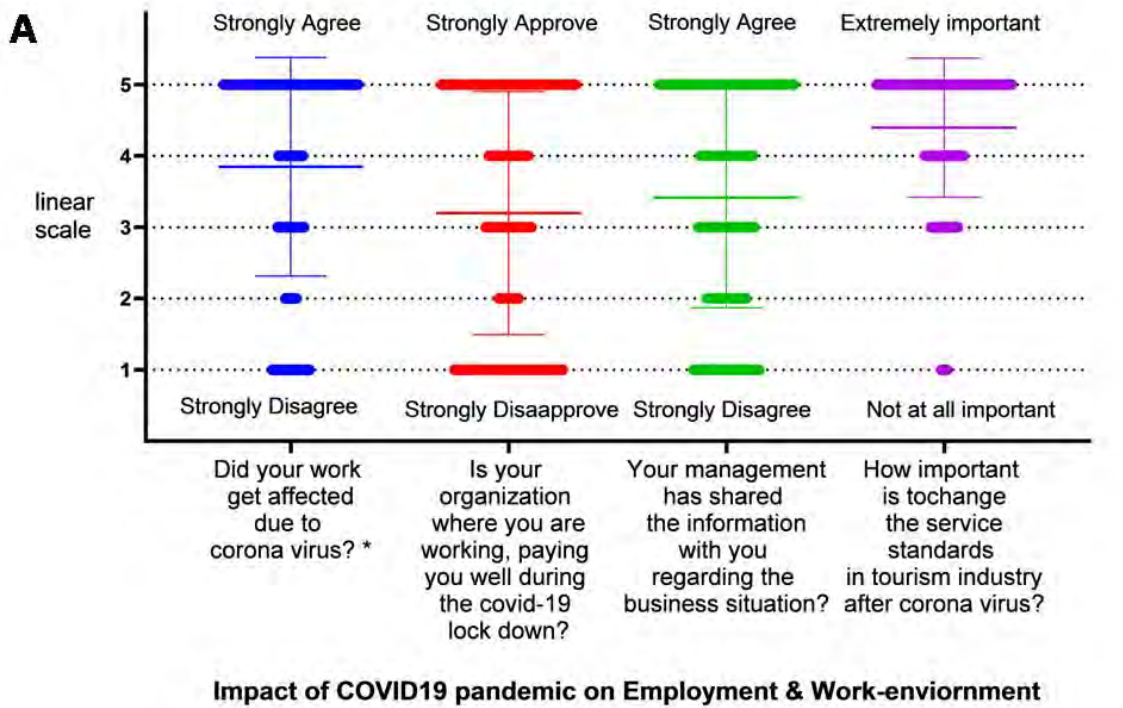 A
Strongly Agree
Strongly Approve
Strongly Agree
Extremely important
5
4
3
2
1
linear
scale
Strongly Disagree
Strongly Disaapprove
Strongly Disagree
Not at all important
Did your work
get affected
due to
corona virus? *
Is your
organization
where you are
working, paying
you well during
the covid-19
lock down?
Your management
has shared
the information
with you
regarding the
business situation?
How important
is tochange
the service
standards
in tourism industry
after corona virus?
Impact of COVID19 pandemic on Employment & Work-enviornment